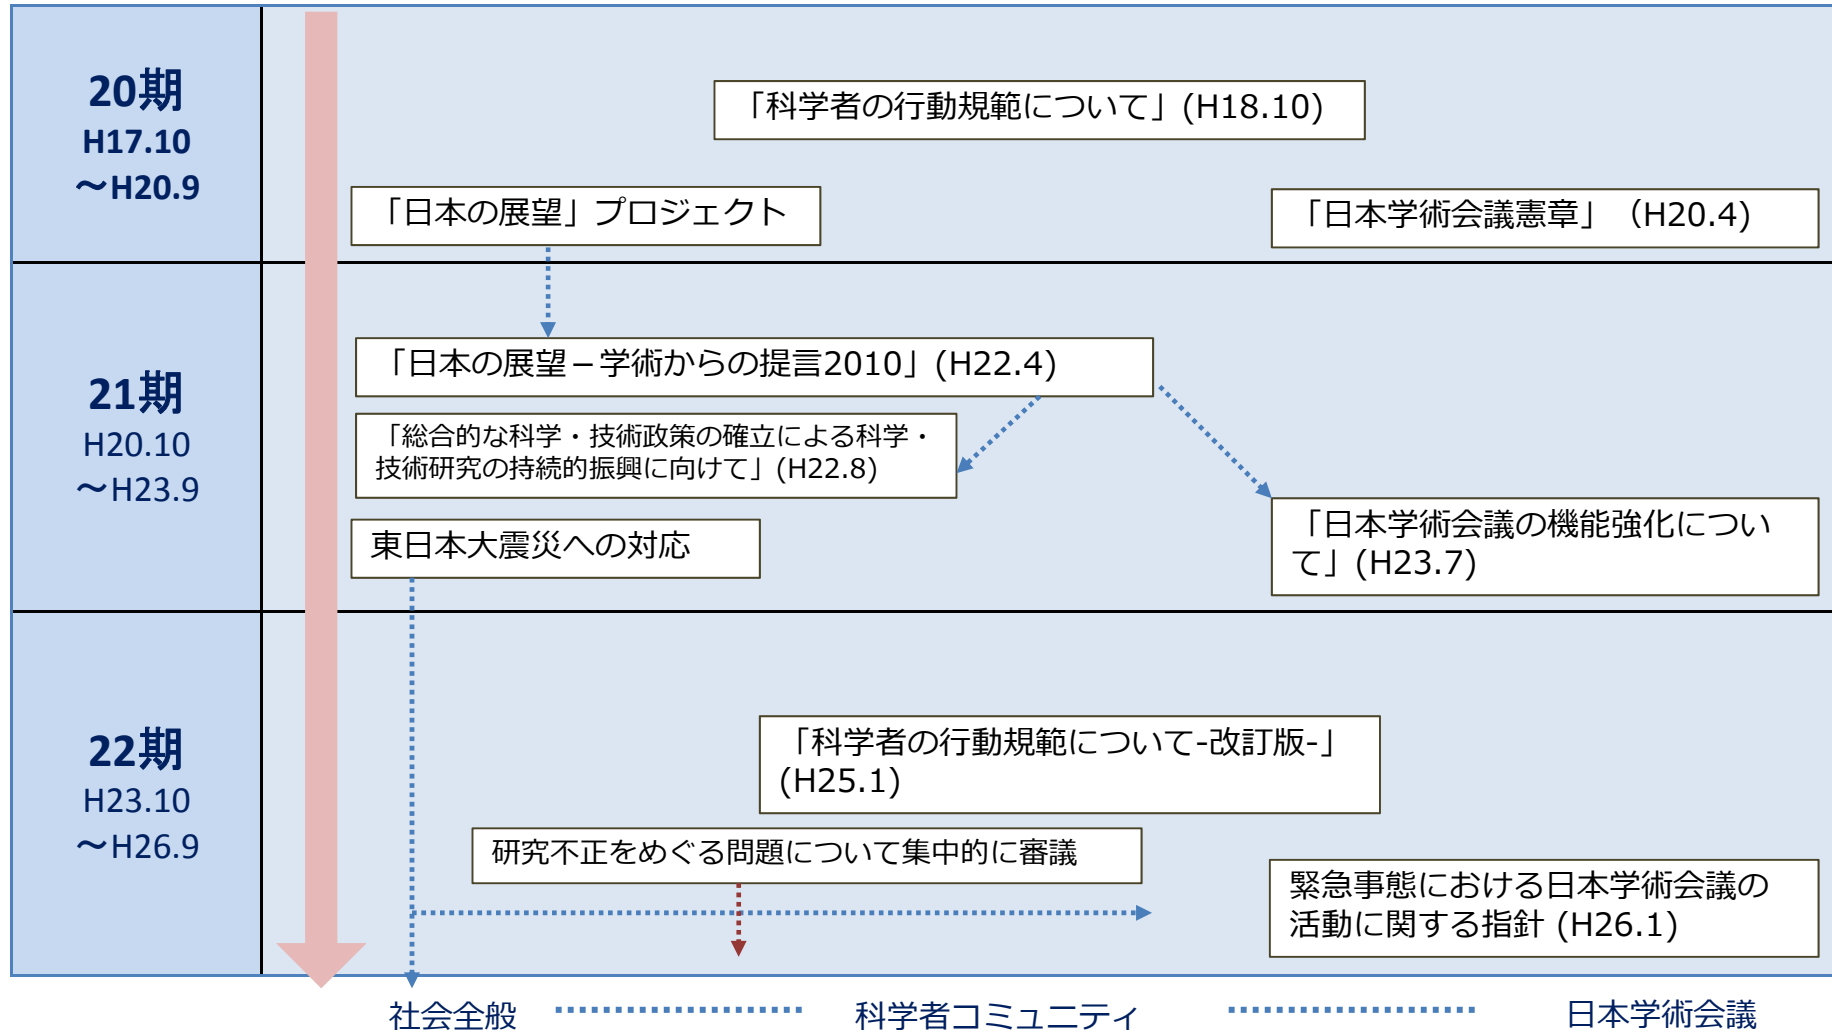 20期
H17.10
～H20.9
「科学者の行動規範について」(H18.10)
「日本の展望」プロジェクト
「日本学術会議憲章」（H20.4)
21期
H20.10
～H23.9
「日本の展望－学術からの提言2010」(H22.4)
「総合的な科学・技術政策の確立による科学・
技術研究の持続的振興に向けて」(H22.8)
東日本大震災への対応
「日本学術会議の機能強化につい
て」(H23.7)
22期
H23.10
～H26.9
「科学者の行動規範について-改訂版-」
(H25.1)
研究不正をめぐる問題について集中的に審議
緊急事態における日本学術会議の
活動に関する指針 (H26.1)
社会全般
科学者コミュニティ
日本学術会議